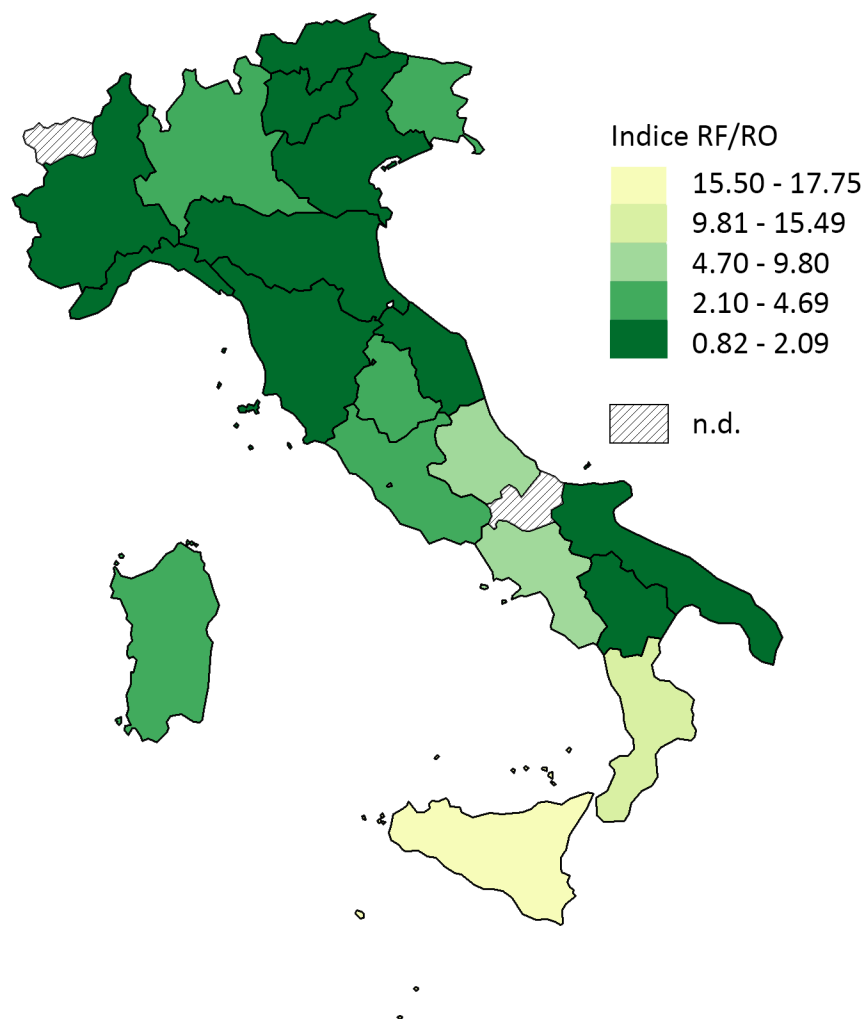 Indice RF/RO
15.50 - 17.75
9.81 - 15.49
4.70 - 9.80
2.10 - 4.69
0.82 - 2.09
n.d.